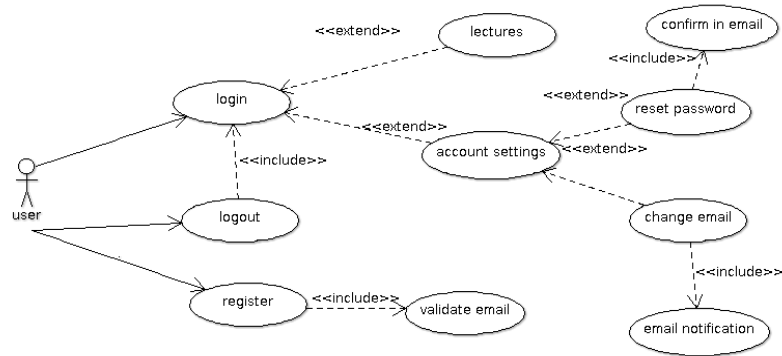 <<extend>>
lectures
confirm in email
<<include>>
login
<<extend>>
reset password
<<extend>>
account settings
<<extend>>
<<include>>
user
logout
change email
<<include>>
register
<<include>>
validate email
email notification